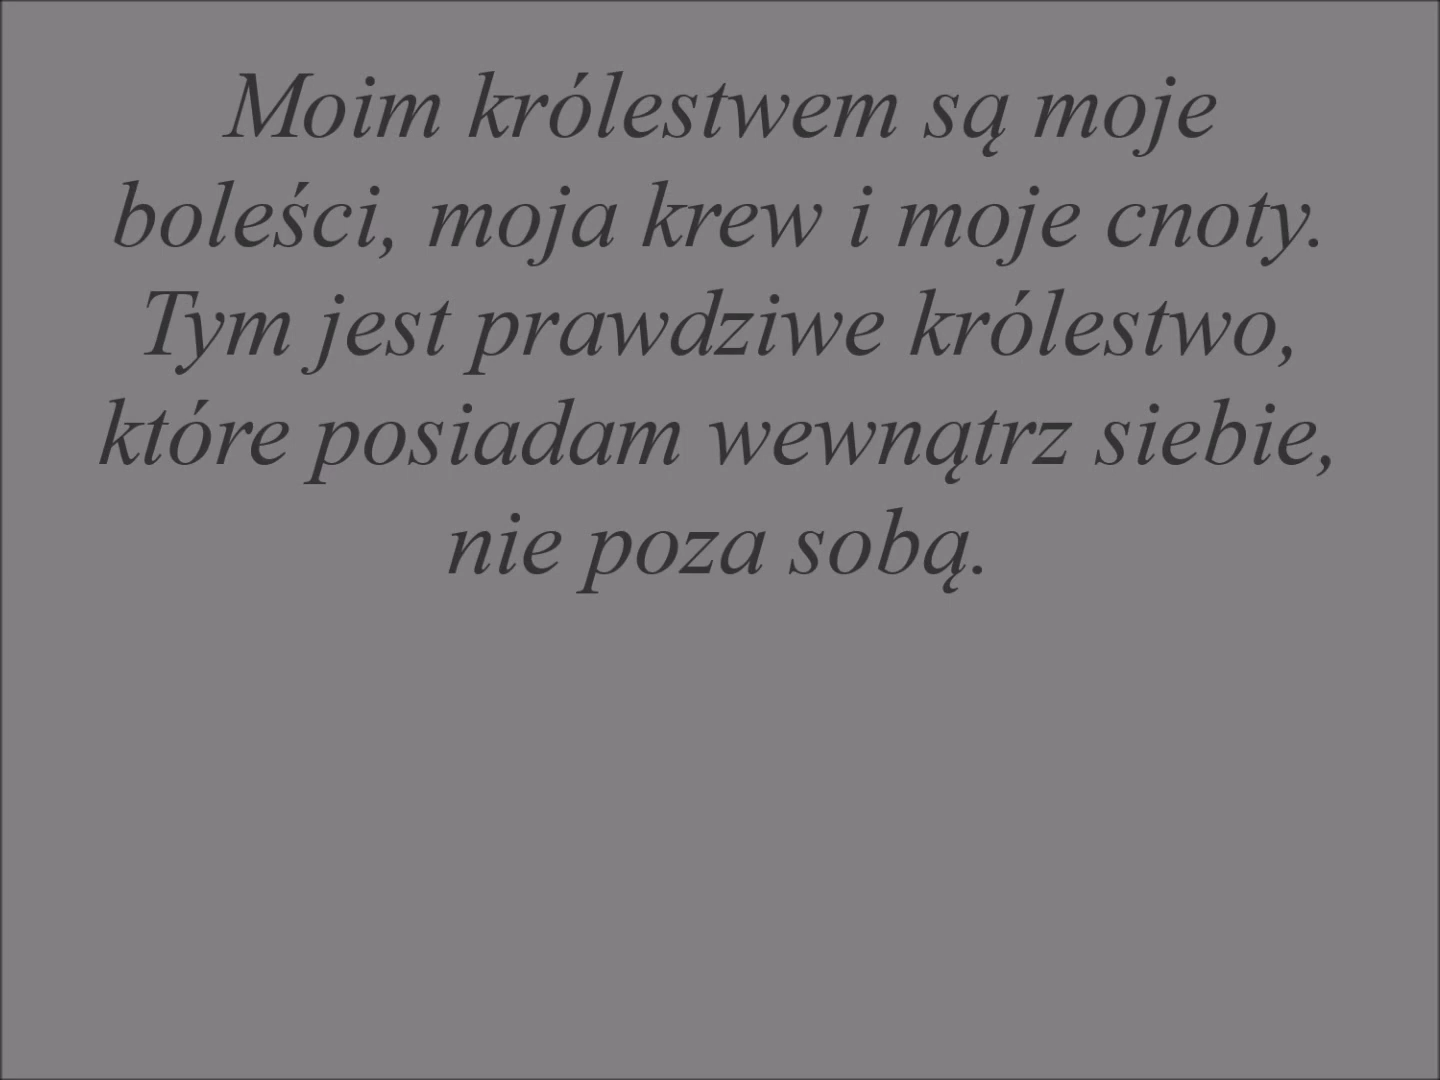 Moim królestwem są moje
boleści, moja krew i moje cnoty.
Tym jest prawdziwe królestwo,
które posiadam wewnątrz siebie,
nie poza sobą.